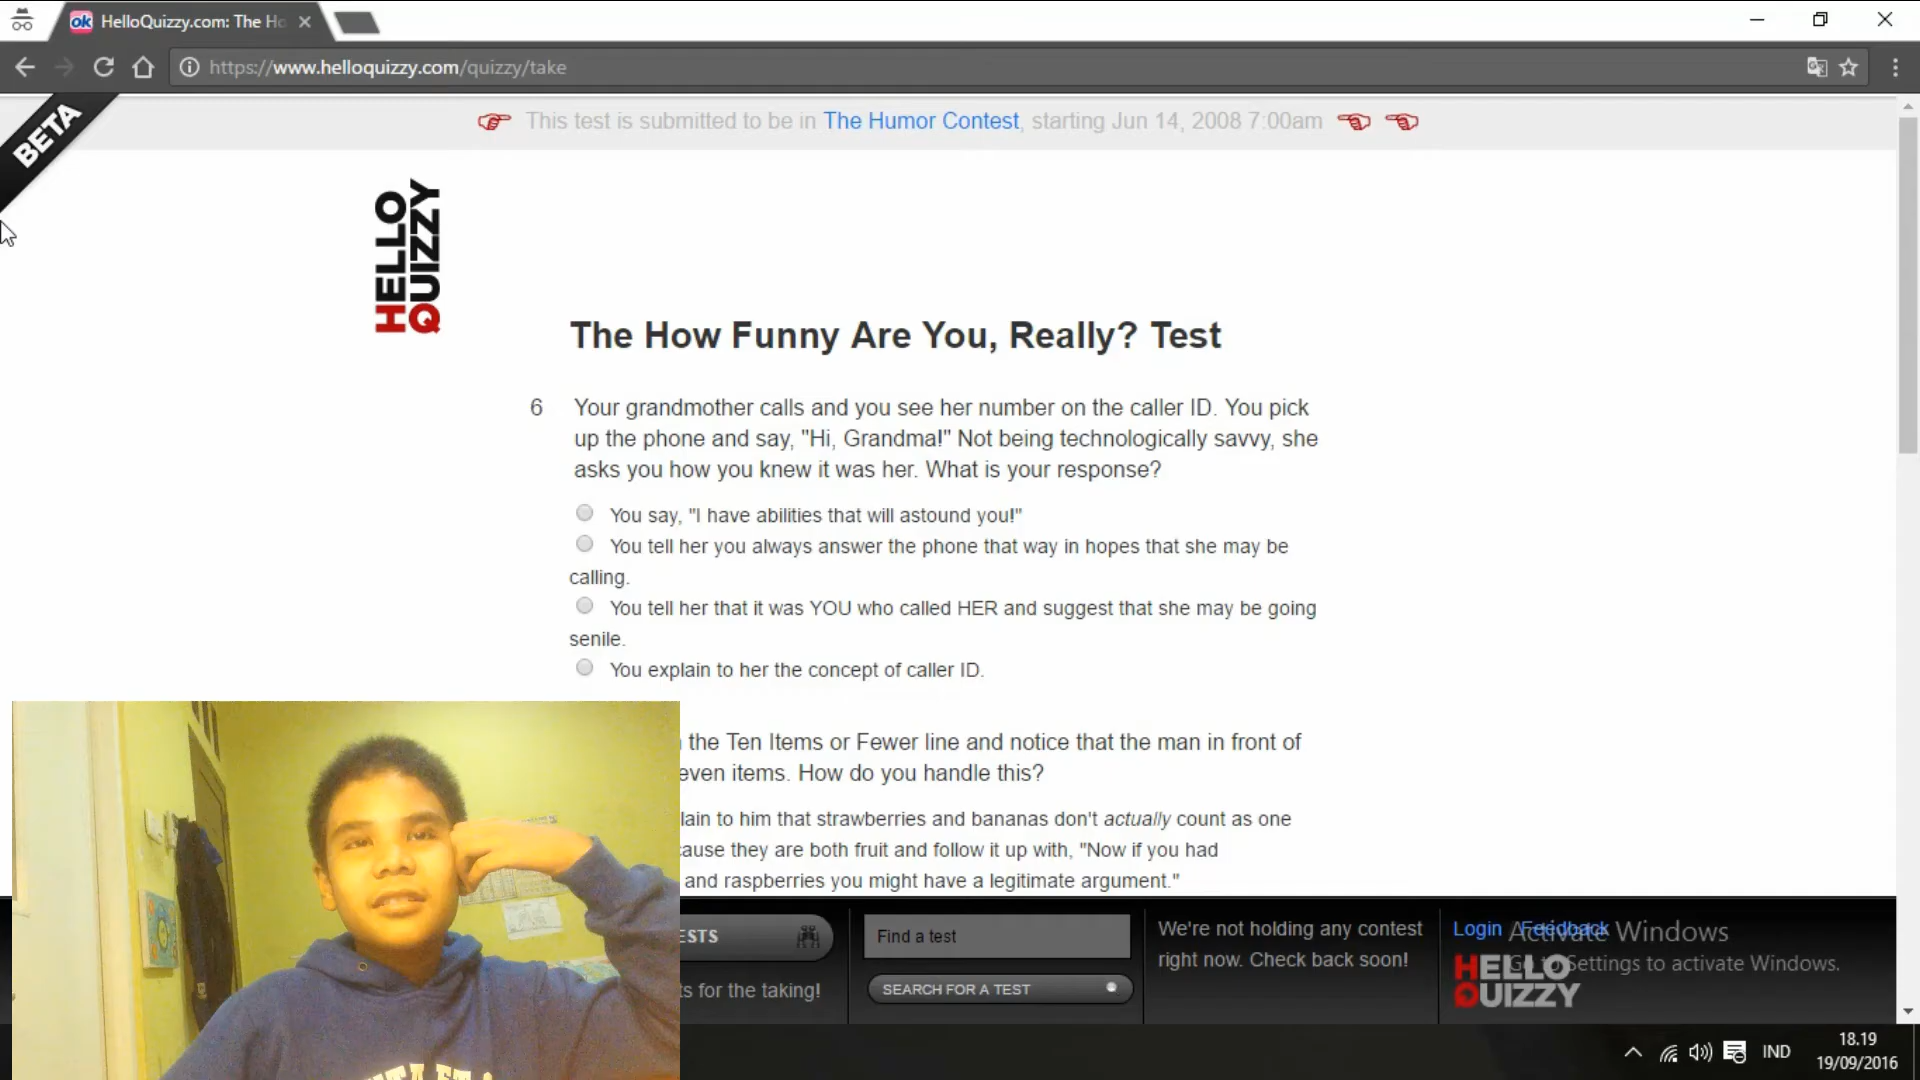 HelloQuizzy.com: The Ho
https://www.helloquizzy.com/quizzy/take
BETA
This test is submitted to be in The Humor Contest, starting Jun 14, 2008 7:00am
HELLO
QUIZZY
The How Funny Are You, Really? Test
6 Your grandmother calls and you see her number on the caller ID. You pick
up the phone and say, "Hi, Grandma!" Not being technologically savvy, she
asks you how you knew it was her. What is your response?
You say, "I have abilities that will astound you!"
You tell her you always answer the phone that way in hopes that she may be
calling.
You tell her that it was YOU who called HER and suggest that she may be going
senile.
You explain to her the concept of caller ID.
the Ten Items or Fewer line and notice that the man in front of
even items. How do you handle this?
lain to him that strawberries and bananas don't actually count as one
cause they are both fruit and follow it up with, "Now if you had
and raspberries you might have a legitimate argument."
ESTS
ts for the taking!
Find a test
SEARCH FOR A TEST
We're not holding any contest
right now. Check back soon!
Login Feedback
Activate Windows
Go to Settings to activate Windows.
HELLO
QUIZZY
IND
18.19
19/09/2016